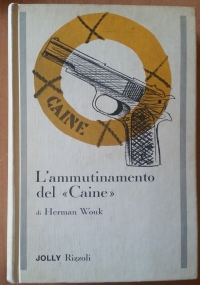 CAINE
L'ammutinamento
del «Caine»
di Herman Wouk
JOLLY Rizzoli